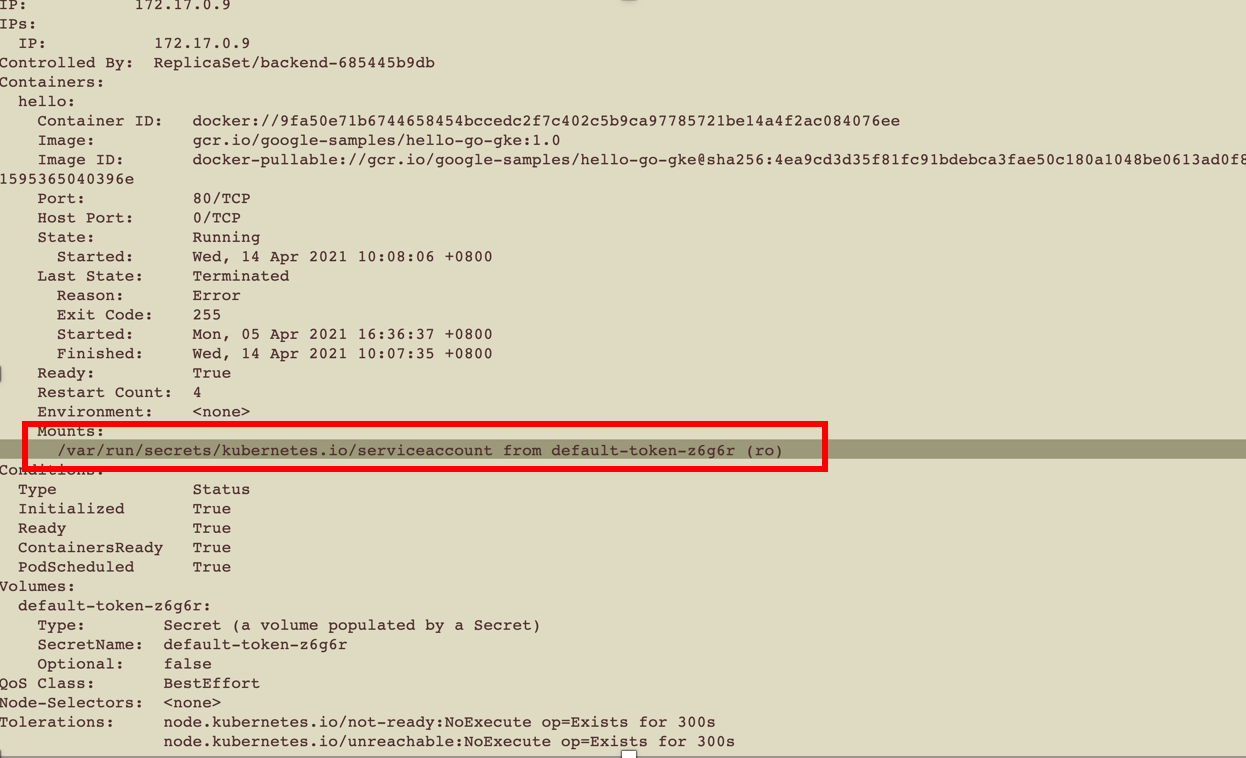 IP:           172.17.0.9
IPs:
  IP:           172.17.0.9
Controlled By:  ReplicaSet/backend-685445b9db
Containers:
  hello:
    Container ID:   docker://9fa50e71b6744658454bccedc2f7c402c5b9ca97785721be14a4f2ac084076ee
    Image:          gcr.io/google-samples/hello-go-gke:1.0
    Image ID:       docker-pullable://gcr.io/google-samples/hello-go-gke@sha256:4ea9cd3d35f81fc91bdebca3fae50c180a1048be0613ad0f8
1595365040396e
    Port:           80/TCP
    Host Port:      0/TCP
    State:          Running
      Started:      Wed, 14 Apr 2021 10:08:06 +0800
    Last State:     Terminated
      Reason:       Error
      Exit Code:    255
      Started:      Mon, 05 Apr 2021 16:36:37 +0800
      Finished:     Wed, 14 Apr 2021 10:07:35 +0800
    Ready:          True
    Restart Count:  4
    Environment:    <none>
    Mounts:
      /var/run/secrets/kubernetes.io/serviceaccount from default-token-z6g6r (ro)
Conditions:
  Type              Status
  Initialized       True
  Ready             True
  ContainersReady   True
  PodScheduled      True
Volumes:
  default-token-z6g6r:
    Type:        Secret (a volume populated by a Secret)
    SecretName:  default-token-z6g6r
    Optional:    false
QoS Class:       BestEffort
Node-Selectors:  <none>
Tolerations:     node.kubernetes.io/not-ready:NoExecute op=Exists for 300s
                 node.kubernetes.io/unreachable:NoExecute op=Exists for 300s